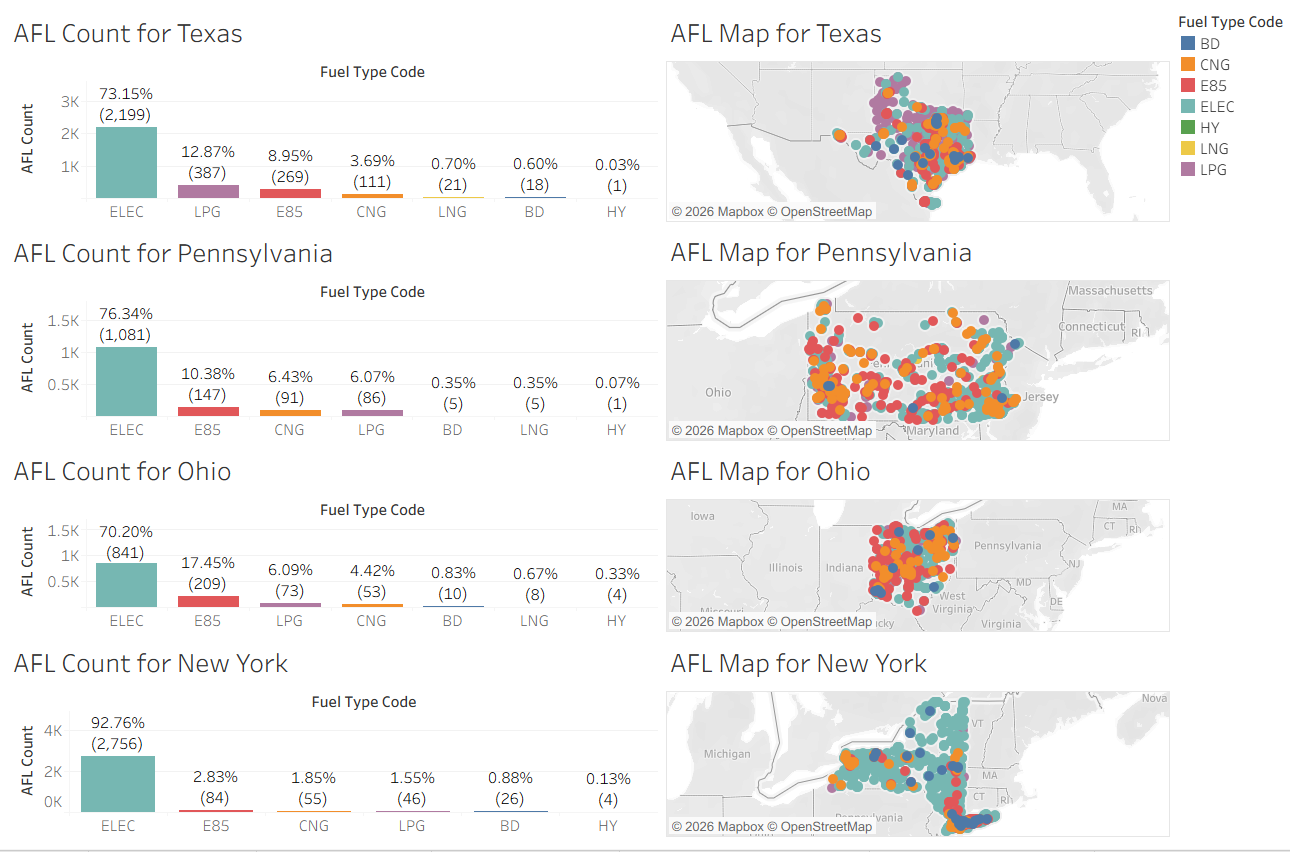 AFL Count for Texas
Fuel Type Code
AFL Count
3K
2K
1K
73.15%
(2,199)
12.87%
(387)
8.95%
(269)
3.69%
(111)
0.70%
(21)
0.60%
(18)
0.03%
(1)
ELEC LPG E85 CNG LNG BD HY
AFL Map for Texas
© 2026 Mapbox © OpenStreetMap
Fuel Type Code
BD
CNG
E85
ELEC
HY
LNG
LPG
AFL Count for Pennsylvania
Fuel Type Code
AFL Count
1.5K
1K
0.5K
76.34%
(1,081)
10.38%
(147)
6.43%
(91)
6.07%
(86)
0.35%
(5)
0.35%
(5)
0.07%
(1)
ELEC E85 CNG LPG BD LNG HY
AFL Map for Pennsylvania
Massachusetts
Connecticut
RI
Ohio
Jersey
Maryland
© 2026 Mapbox © OpenStreetMap
AFL Count for Ohio
Fuel Type Code
AFL Count
1.5K
1K
0.5K
70.20%
(841)
17.45%
(209)
6.09%
(73)
4.42%
(53)
0.83%
(10)
0.67%
(8)
0.33%
(4)
ELEC E85 LPG CNG BD LNG HY
AFL Map for Ohio
Iowa
MA
CT
Pennsylvania
Illinois
Indiana
NJ
MD
DE
West
Virginia
Virginia
© 2026 Mapbox © OpenStreetMap
AFL Count for New York
Fuel Type Code
AFL Count
4K
2K
0K
92.76%
(2,756)
2.83%
(84)
1.85%
(55)
1.55%
(46)
0.88%
(26)
0.13%
(4)
ELEC E85 CNG LPG BD HY
AFL Map for New York
Nova
VT
Michigan
MA
CT
Pennsylvania
© 2026 Mapbox © OpenStreetMap